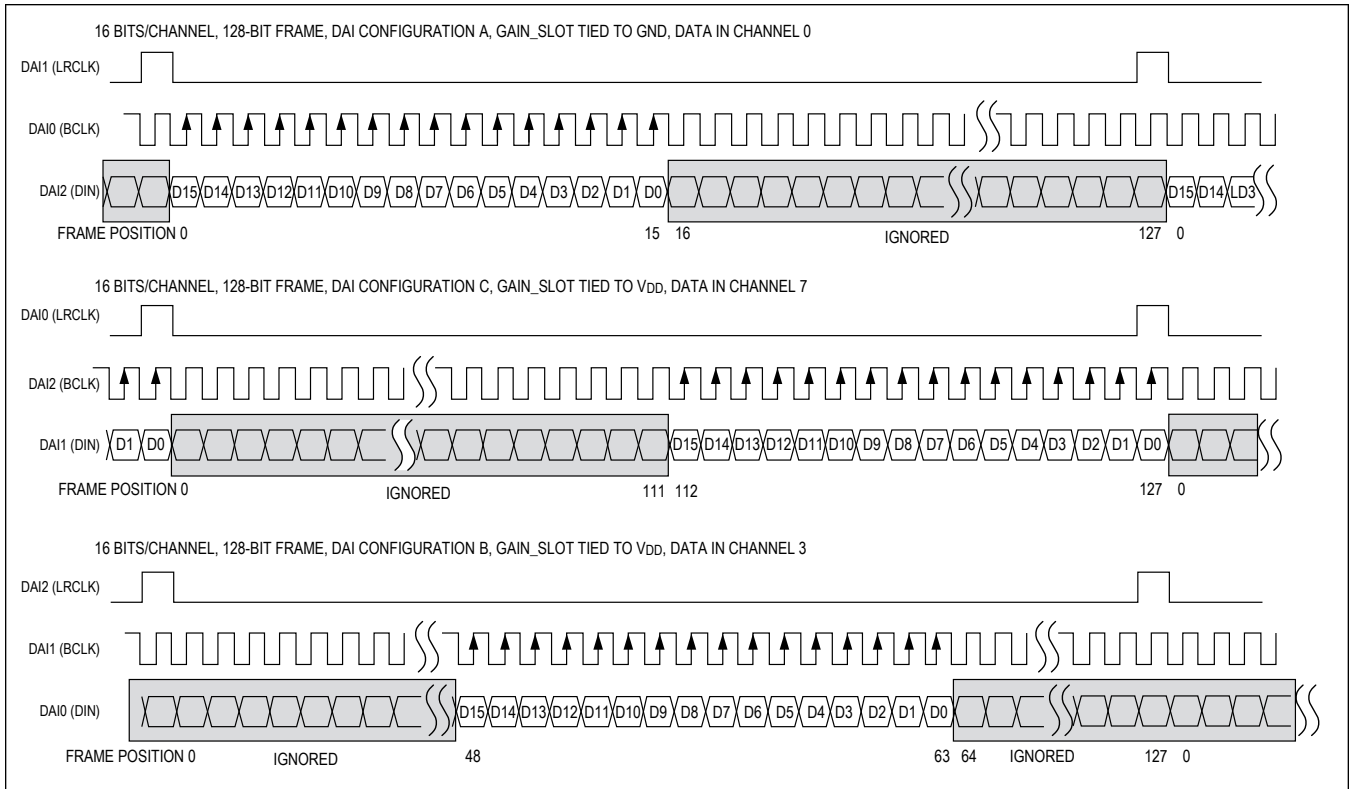 16 BITS/CHANNEL, 128-BIT FRAME, DAI CONFIGURATION A, GAIN_SLOT TIED TO GND, DATA IN CHANNEL 0
DAI1 (LRCLK)
DAI0 (BCLK)
DAI2 (DIN) D15 D14 D13 D12 D11 D10 D9 D8 D7 D6 D5 D4 D3 D2 D1 D0 D15 D14 LD3
FRAME POSITION 0 15 16 IGNORED 127 0
16 BITS/CHANNEL, 128-BIT FRAME, DAI CONFIGURATION C, GAIN_SLOT TIED TO VDD, DATA IN CHANNEL 7
DAI0 (LRCLK)
DAI2 (BCLK)
DAI1 (DIN) D1 D0 D15 D14 D13 D12 D11 D10 D9 D8 D7 D6 D5 D4 D3 D2 D1 D0
FRAME POSITION 0 IGNORED 111 112 127 0
16 BITS/CHANNEL, 128-BIT FRAME, DAI CONFIGURATION B, GAIN_SLOT TIED TO VDD, DATA IN CHANNEL 3
DAI2 (LRCLK)
DAI1 (BCLK)
DAI0 (DIN) D15 D14 D13 D12 D11 D10 D9 D8 D7 D6 D5 D4 D3 D2 D1 D0
FRAME POSITION 0 IGNORED 48 63 64 IGNORED 127 0